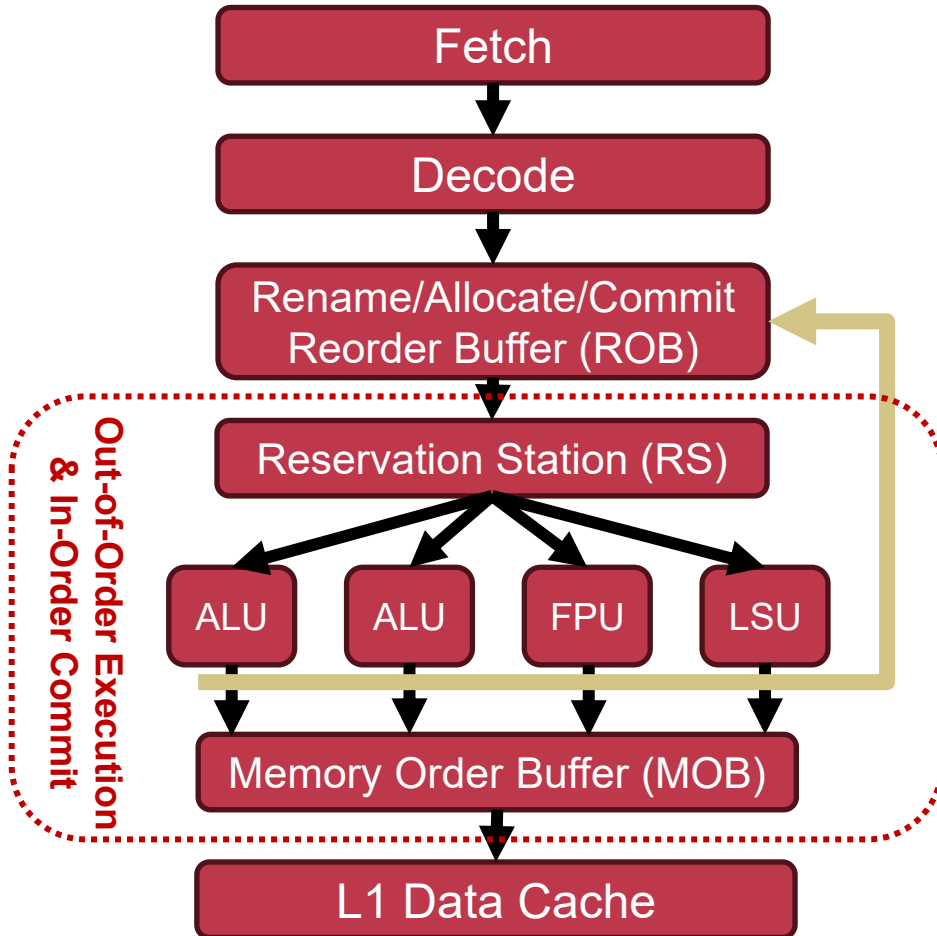 Fetch
Decode
Rename/Allocate/Commit
Reorder Buffer (ROB)
Out-of-Order Execution
& In-Order Commit
Reservation Station (RS)
ALU
ALU
FPU
LSU
Memory Order Buffer (MOB)
L1 Data Cache